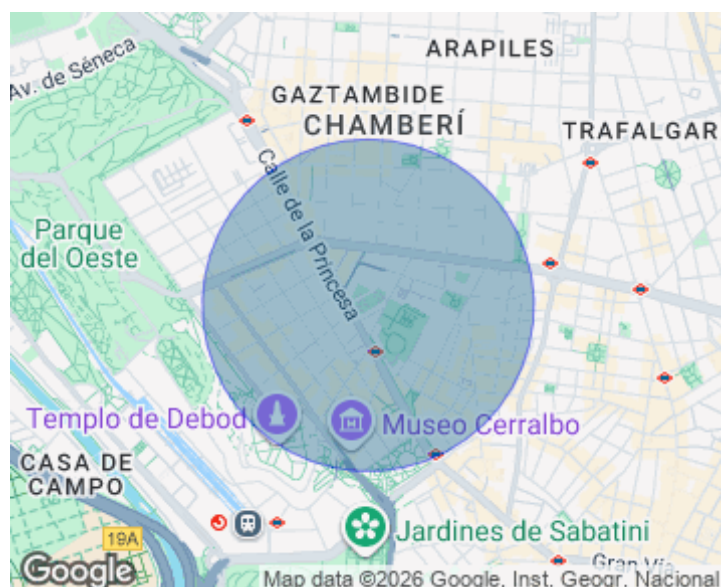 ARAPILES
Av. de Séneca
GAZTAMBIDE
CHAMBERÍ
TRAFALGAR
Calle de la Princesa
Parque
del Oeste
Templo de Debod
Museo Cerralbo
CASA DE
CAMPO
19A
Jardines de Sabatini
Gran Vía
Google
Map data ©2026 Google, Inst. Geogr. Nacional